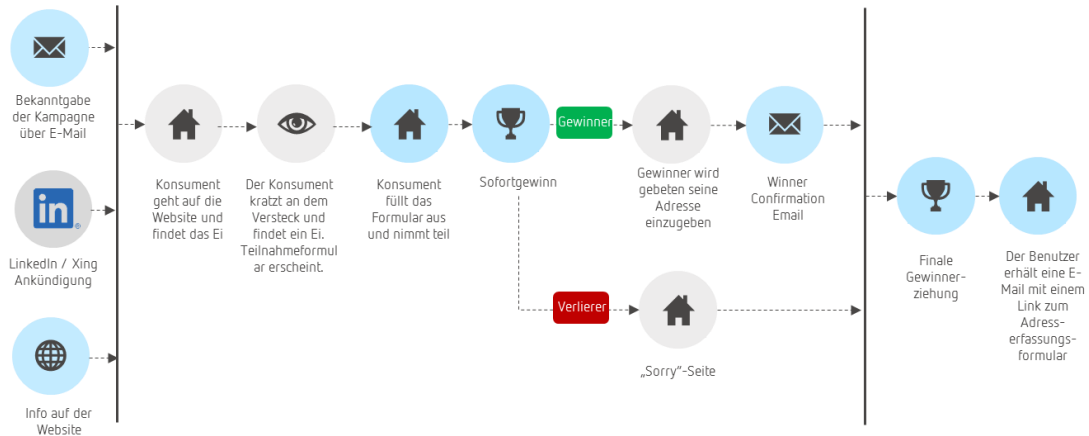 Bekanntgabe
der Kampagne
über E-Mail
in
®
LinkedIn / Xing
Ankündigung
Info auf der
Website
Konsument
geht auf die
Website und
findet das Ei
Der Konsument
kratzt an dem
Versteck und
findet ein Ei.
Teilnahmeformul
ar erscheint.
Konsument
füllt das
Formular aus
und nimmt teil
Sofortgewinn
Gewinner
Gewinner wird
gebeten seine
Adresse
einzugeben
Winner
Confirmation
Email
Verlierer
„Sorry"-Seite
Finale
Gewinner-
ziehung
Der Benutzer
erhält eine E-
Mail mit einem
Link zum
Adress-
erfassungs-
formular